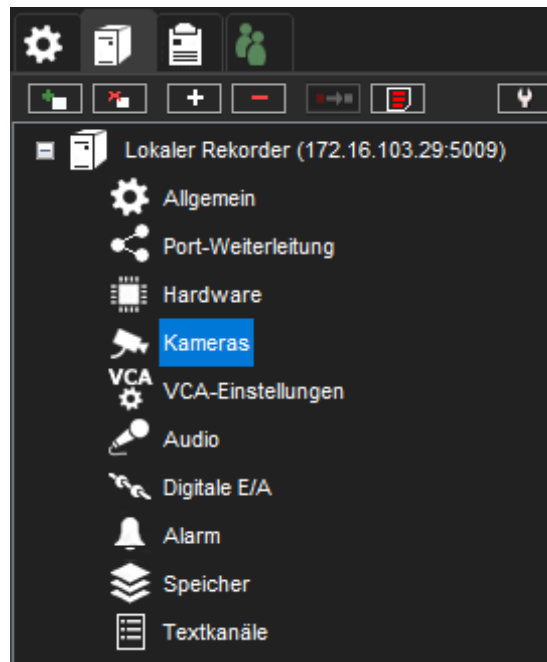 Lokaler Rekorder (172.16.103.29:5009)
Allgemein
Port-Weiterleitung
Hardware
Kameras
VCA
VCA-Einstellungen
Audio
Digitale E/A
Alarm
Speicher
Textkanäle